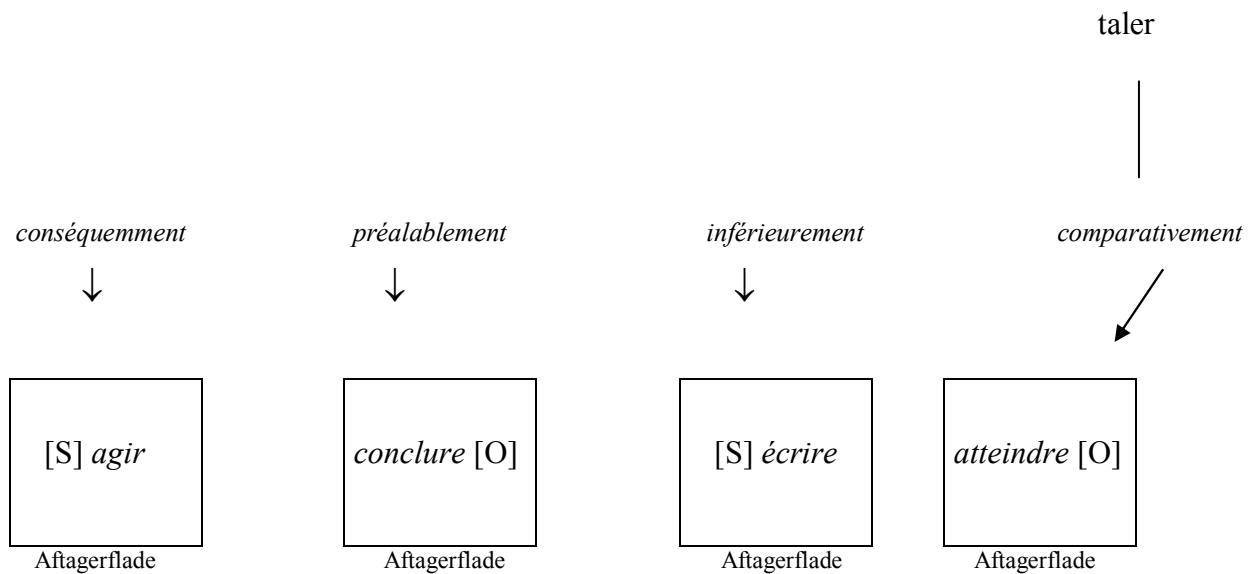 taler
conséquemment préalablement inférieurement comparativement
↓ ↓ ↓
[S] agir conclure [O] [S] écrire atteindre [O]
Aftagerflade Aftagerflade Aftagerflade Aftagerflade